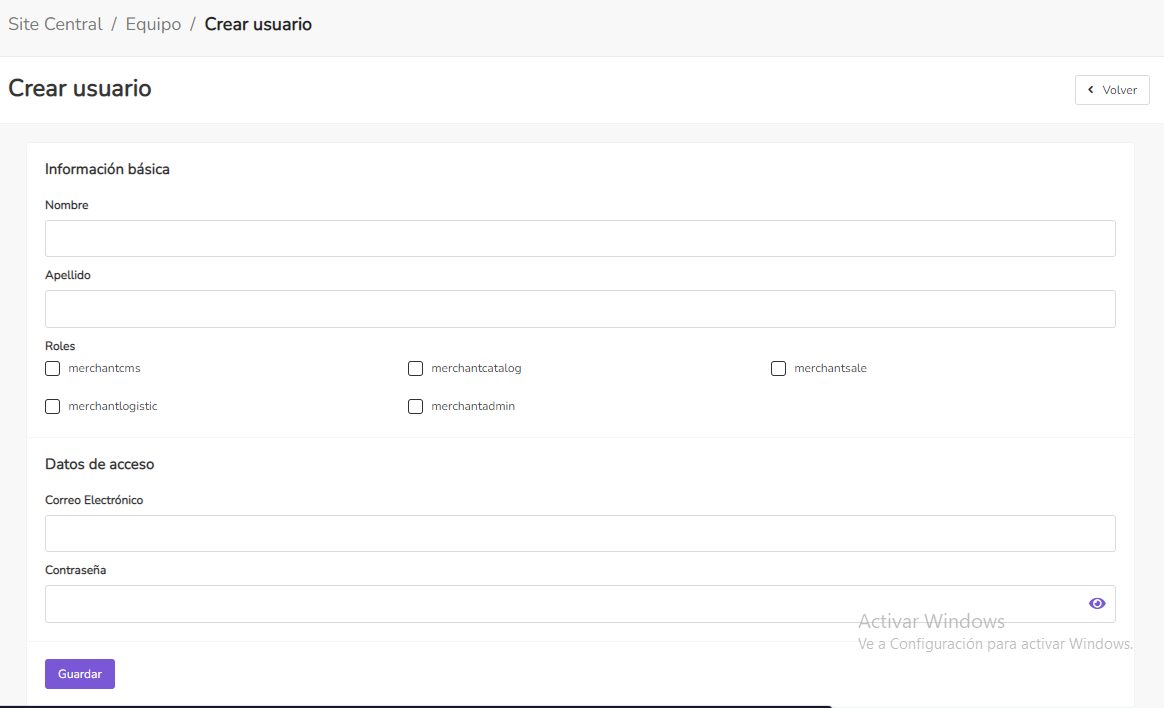 Site Central / Equipo / Crear usuario
Crear usuario
Volver
Información básica
Nombre
Apellido
Roles
merchantcms merchantcatalog merchantsale
merchantlogistic merchantadmin
Datos de acceso
Correo Electrónico
Contraseña
Activar Windows
Ve a Configuración para activar Windows.
Guardar